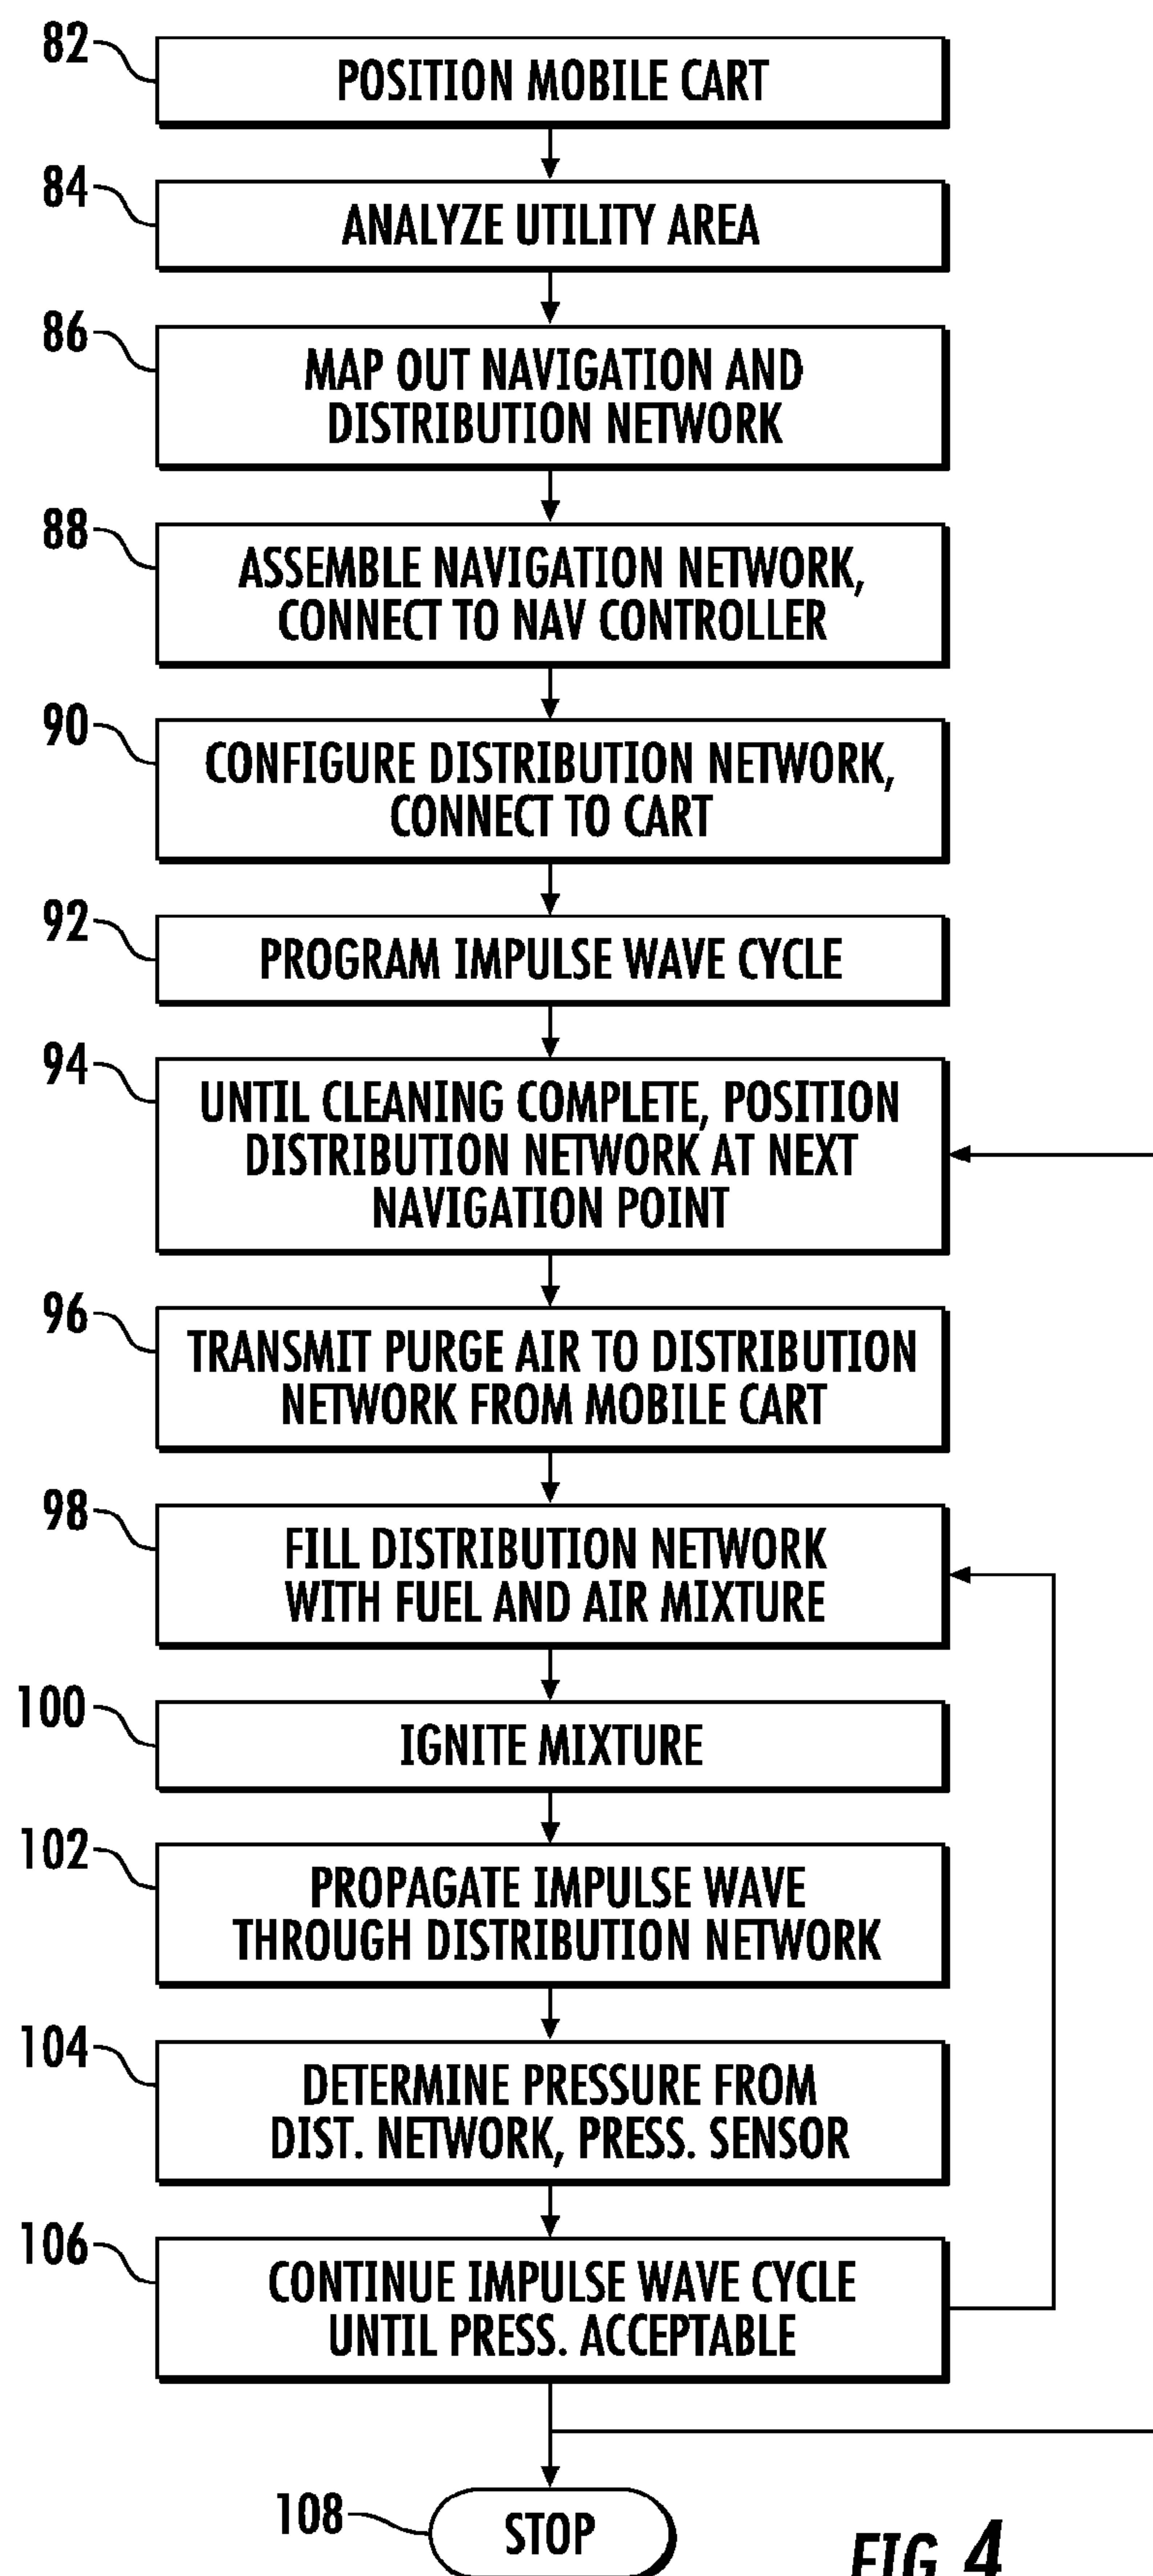 82
POSITION MOBILE CART
84
ANALYZE UTILITY AREA
86
MAP OUT NAVIGATION AND
DISTRIBUTION NETWORK
88
ASSEMBLE NAVIGATION NETWORK,
CONNECT TO NAV CONTROLLER
90
CONFIGURE DISTRIBUTION NETWORK,
CONNECT TO CART
92
PROGRAM IMPULSE WAVE CYCLE
94
UNTIL CLEANING COMPLETE, POSITION
DISTRIBUTION NETWORK AT NEXT
NAVIGATION POINT
96
TRANSMIT PURGE AIR TO DISTRIBUTION
NETWORK FROM MOBILE CART
98
FILL DISTRIBUTION NETWORK
WITH FUEL AND AIR MIXTURE
100
IGNITE MIXTURE
102
PROPAGATE IMPULSE WAVE
THROUGH DISTRIBUTION NETWORK
104
DETERMINE PRESSURE FROM
DIST. NETWORK, PRESS. SENSOR
106
CONTINUE IMPULSE WAVE CYCLE
UNTIL PRESS. ACCEPTABLE
108
STOP
FIG. 4